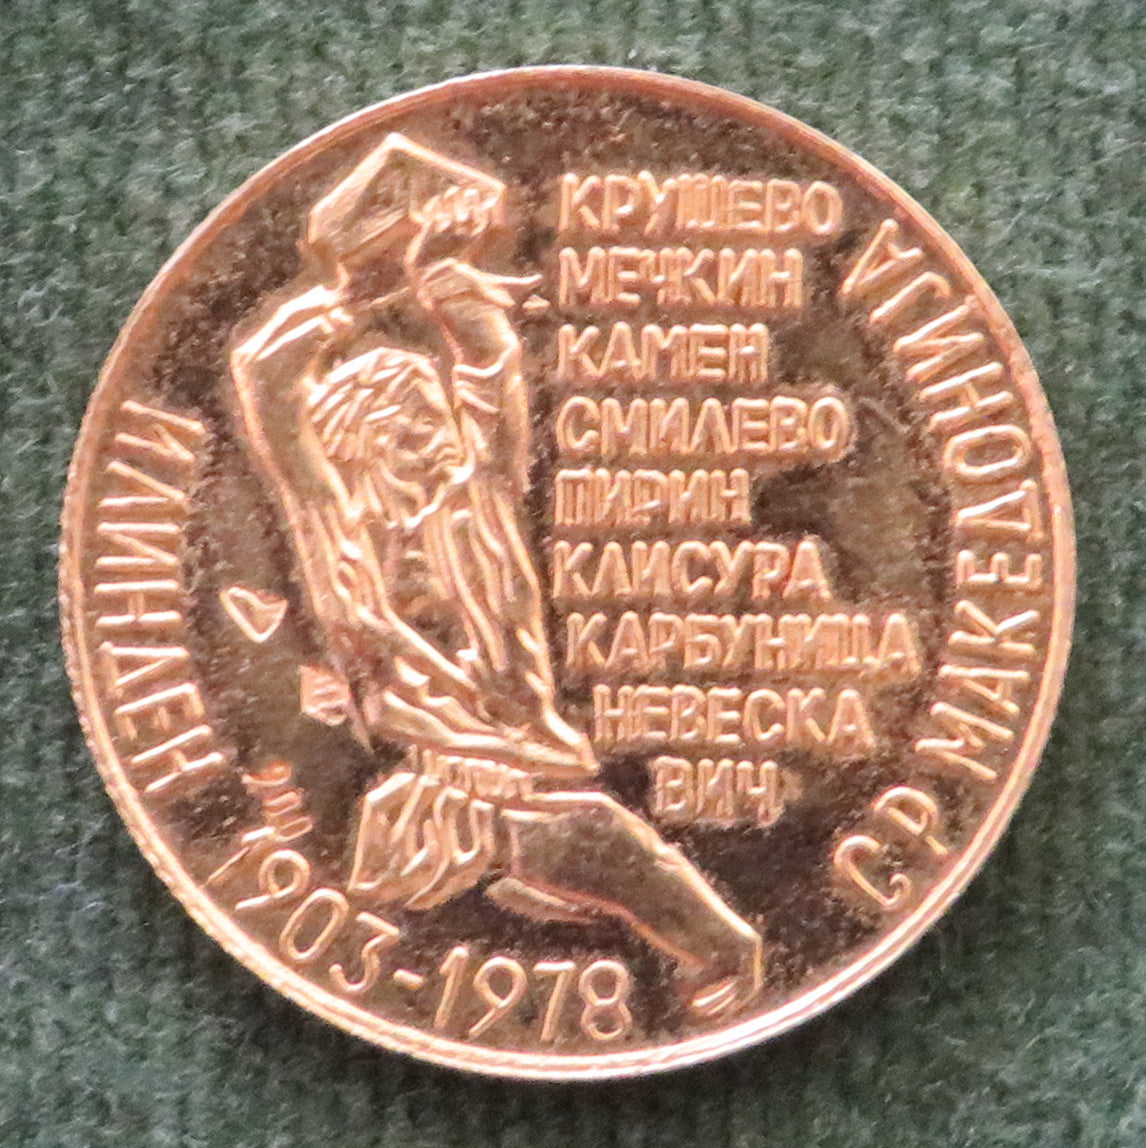 КРУШЕВО
МЕЧКИН
КАМЕН
СМИЛЕВО
ПИРИН
КЛИСУРА
КАРБУНИЦА
НЕВЕСКА
ВИЧ
ИЛИНДЕН 1903-1978
СР МАКЕДОНИЈА